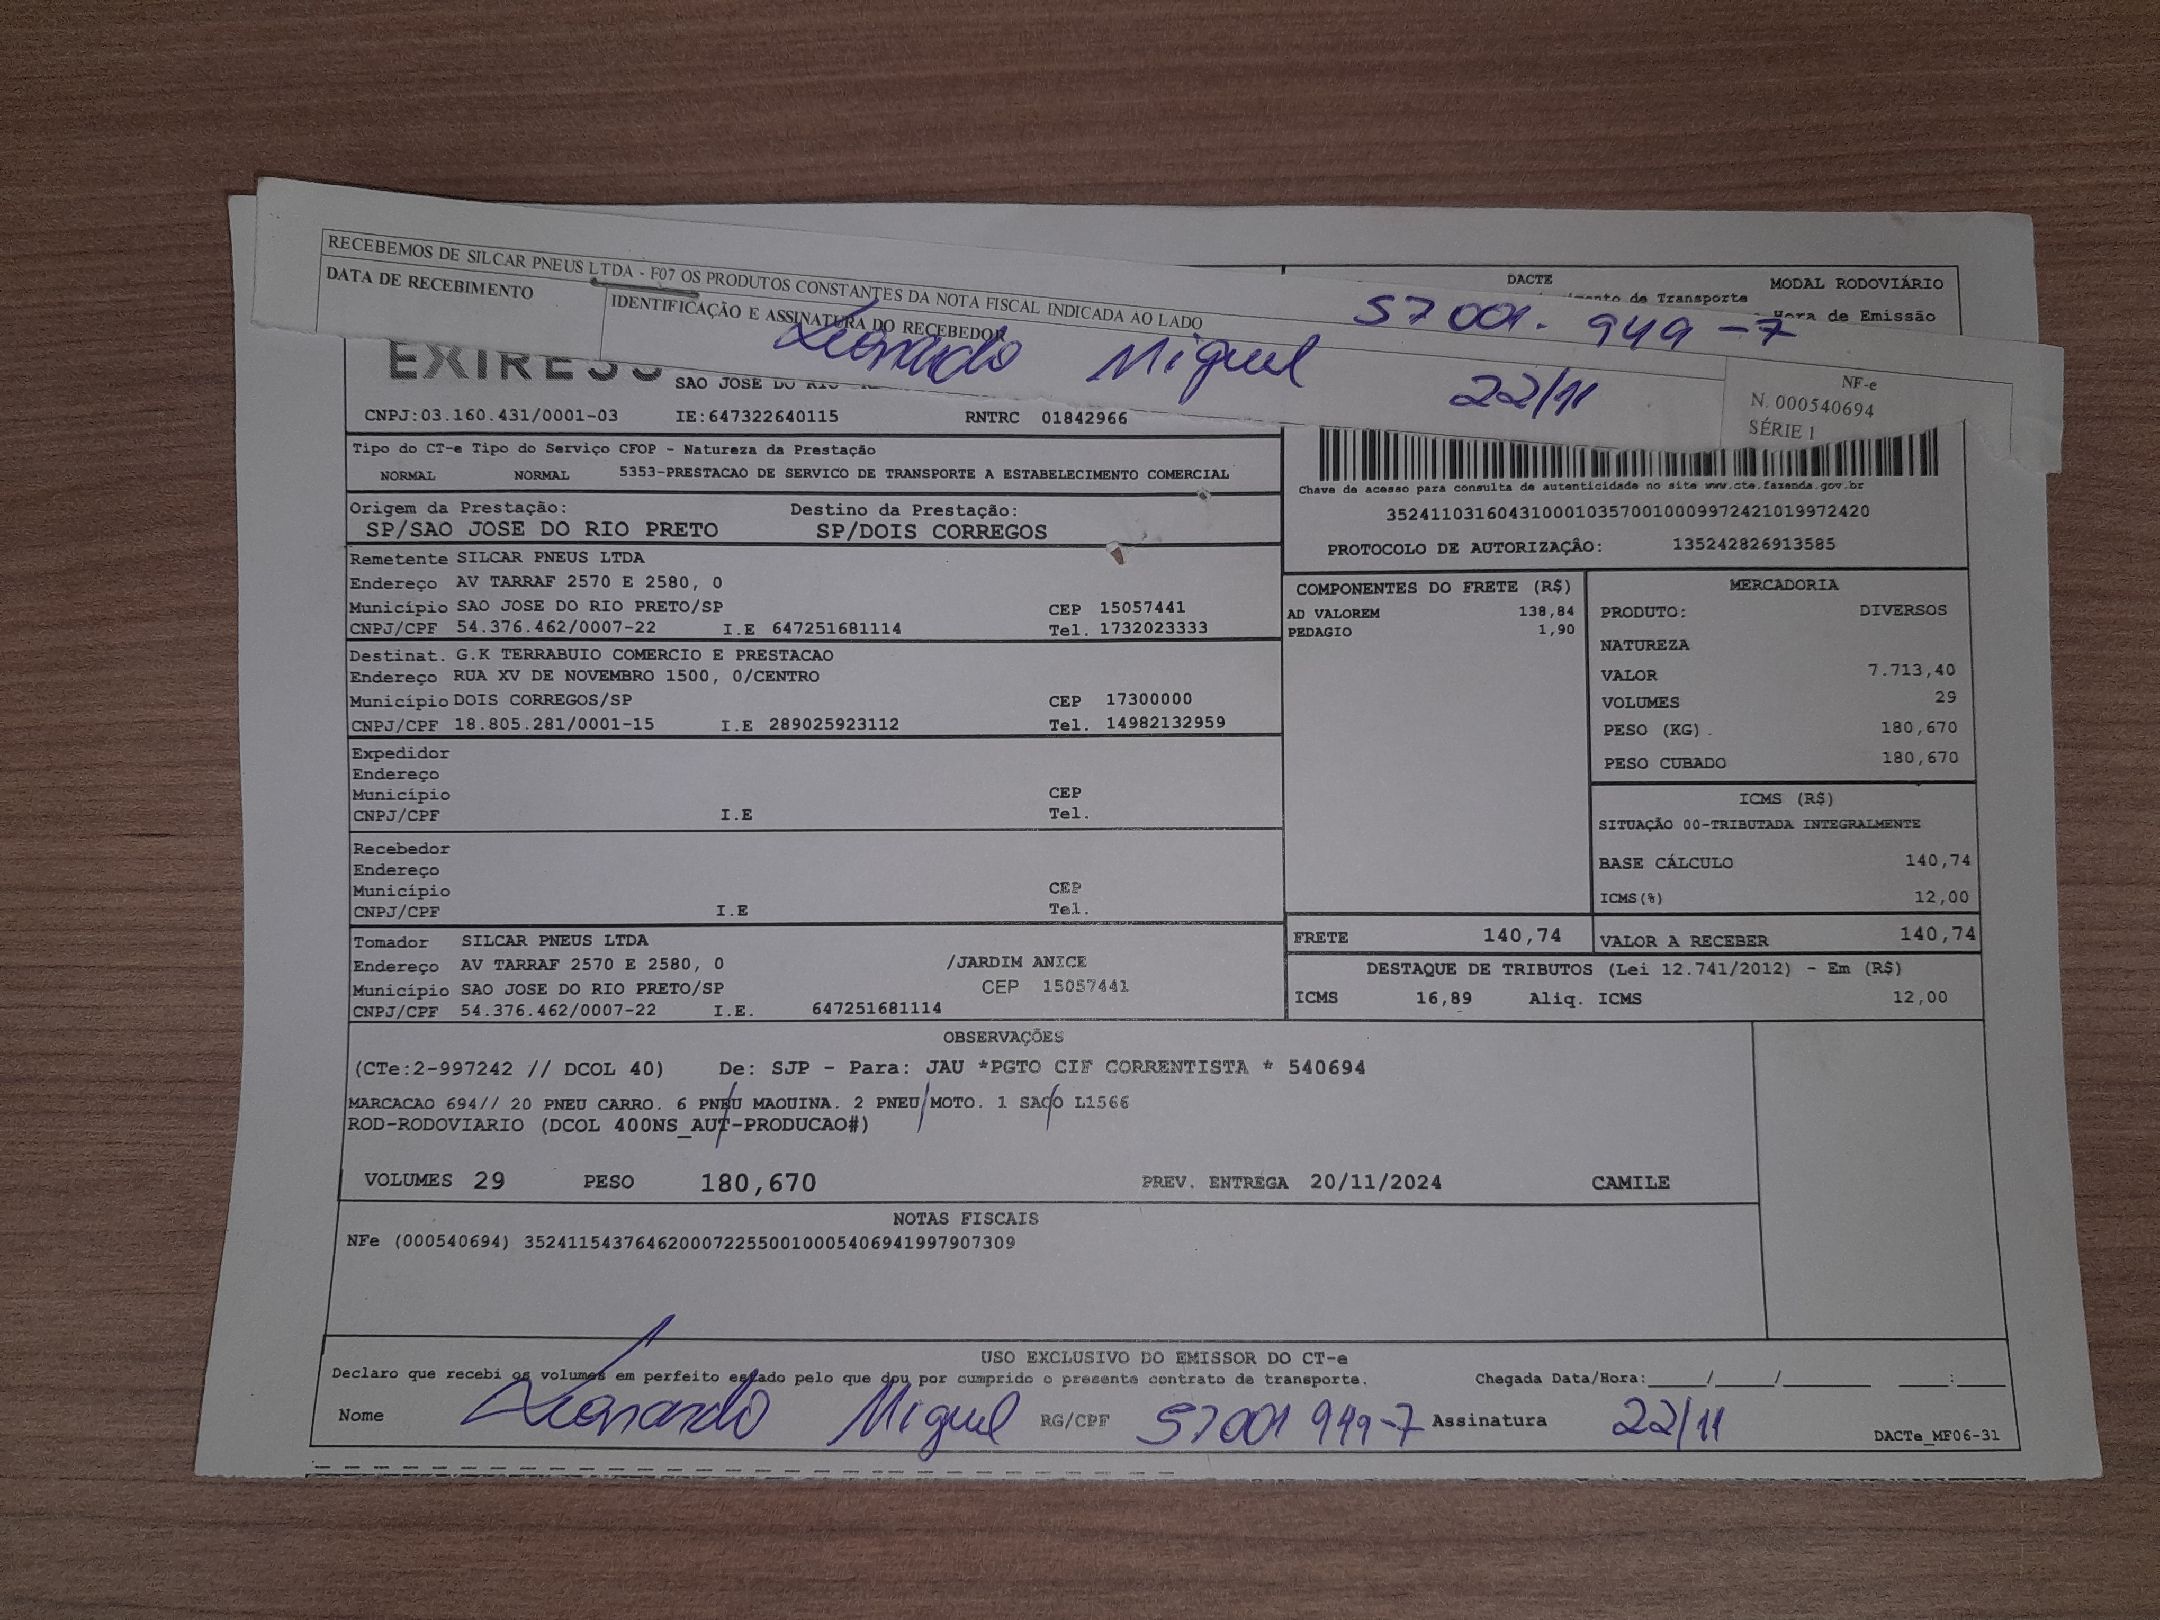 RECEBEMOS DE SILCAR PNEUS LTDA - F07 OS PRODUTOS CONSTANTES DA NOTA FISCAL INDICADA AO LADO
DATA DE RECEBIMENTO
IDENTIFICAÇÃO E ASSINATURA DO RECEBEDOR
Leonardo Miguel
57 001. 949-7
22/11
NF-e
N. 000540694
SÉRIE 1
DACTE
MODAL RODOVIÁRIO
de Transporte
Hora de Emissão
SAO JOSE DO RIO
CNPJ:03.160.431/0001-03 IE:647322640115 RNTRC 01842966
Tipo do CT-e Tipo do Serviço CFOP - Natureza da Prestação
NORMAL NORMAL 5353-PRESTACAO DE SERVICO DE TRANSPORTE A ESTABELECIMENTO COMERCIAL
Chave de acesso para consulta de autenticidade no site www.cte.fazenda.gov.br
35241103160431000103570010009972421019972420
PROTOCOLO DE AUTORIZAÇÂO: 135242826913585
Origem da Prestação: Destino da Prestação:
SP/SAO JOSE DO RIO PRETO SP/DOIS CORREGOS
Remetente SILCAR PNEUS LTDA
Endereço AV TARRAF 2570 E 2580, 0
Município SAO JOSE DO RIO PRETO/SP CEP 15057441
CNPJ/CPF 54.376.462/0007-22 I.E 647251681114 Tel. 1732023333
Destinat. G.K TERRABUIO COMERCIO E PRESTACAO
Endereço RUA XV DE NOVEMBRO 1500, 0/CENTRO
Município DOIS CORREGOS/SP CEP 17300000
CNPJ/CPF 18.805.281/0001-15 I.E 289025923112 Tel. 14982132959
Expedidor
Endereço
Município CEP
CNPJ/CPF I.E Tel.
Recebedor
Endereço
Município CEP
CNPJ/CPF I.E Tel.
Tomador SILCAR PNEUS LTDA
Endereço AV TARRAF 2570 E 2580, 0 /JARDIM ANICE
Município SAO JOSE DO RIO PRETO/SP CEP 15057441
CNPJ/CPF 54.376.462/0007-22 I.E. 647251681114
COMPONENTES DO FRETE (R$)
AD VALOREM 138,84
PEDAGIO 1,90
MERCADORIA
PRODUTO: DIVERSOS
NATUREZA
VALOR 7.713,40
VOLUMES 29
PESO (KG) 180,670
PESO CUBADO 180,670
ICMS (R$)
SITUAÇÃO 00-TRIBUTADA INTEGRALMENTE
BASE CÁLCULO 140,74
ICMS(%) 12,00
FRETE 140,74 VALOR A RECEBER 140,74
DESTAQUE DE TRIBUTOS (Lei 12.741/2012) - Em (R$)
ICMS 16,89 Aliq. ICMS 12,00
OBSERVAÇÕES
(CTe:2-997242 // DCOL 40) De: SJP - Para: JAU *PGTO CIF CORRENTISTA * 540694
MARCACAO 694// 20 PNEU CARRO. 6 PNEU MAQUINA. 2 PNEU MOTO. 1 SACO L1566
ROD-RODOVIARIO (DCOL 400NS_AUT-PRODUCAO#)
VOLUMES 29 PESO 180,670 PREV. ENTREGA 20/11/2024 CAMILE
NOTAS FISCAIS
NFe (000540694) 35241154376462000722550010005406941997907309
USO EXCLUSIVO DO EMISSOR DO CT-e
Declaro que recebi os volumes em perfeito estado pelo que dou por cumprido o presente contrato de transporte. Chegada Data/Hora:____/____/______ ___:___
Nome Leonardo Miguel RG/CPF 57001 949-7 Assinatura 22/11
DACTe_MF06-31